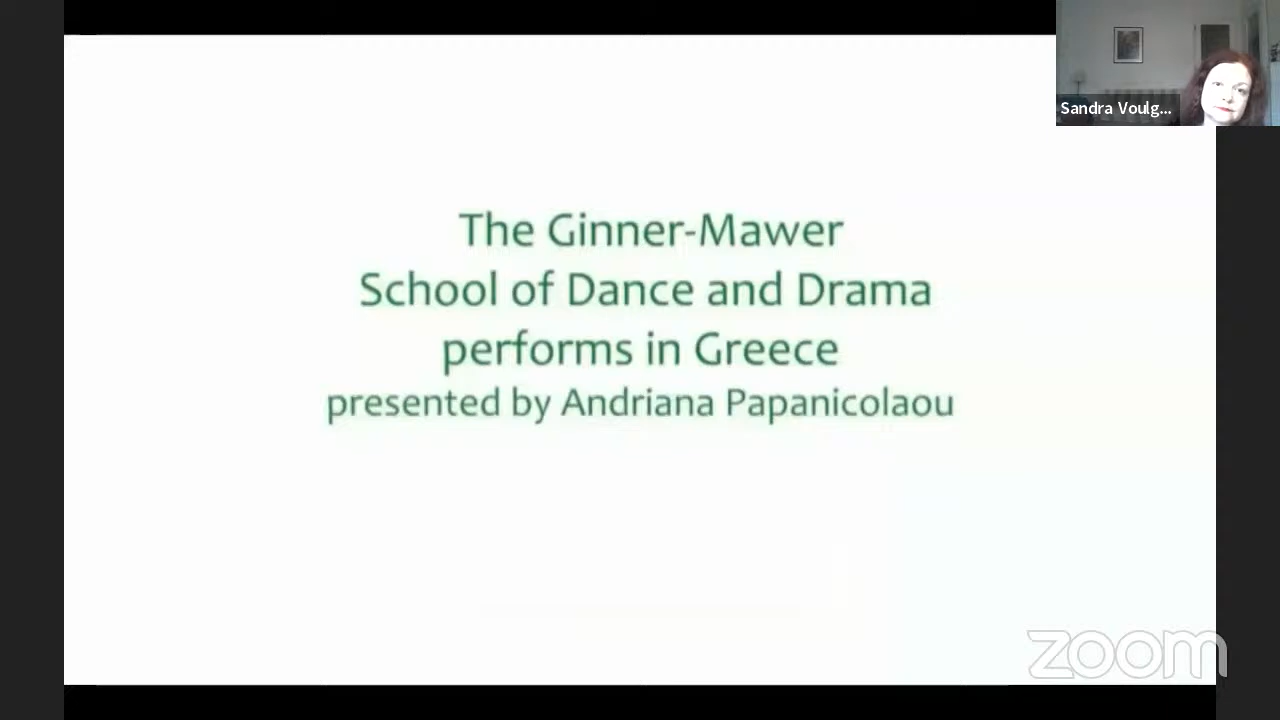 Sandra Voulg...
The Ginner-Mawer
School of Dance and Drama
performs in Greece
presented by Andriana Papanicolaou
zoom